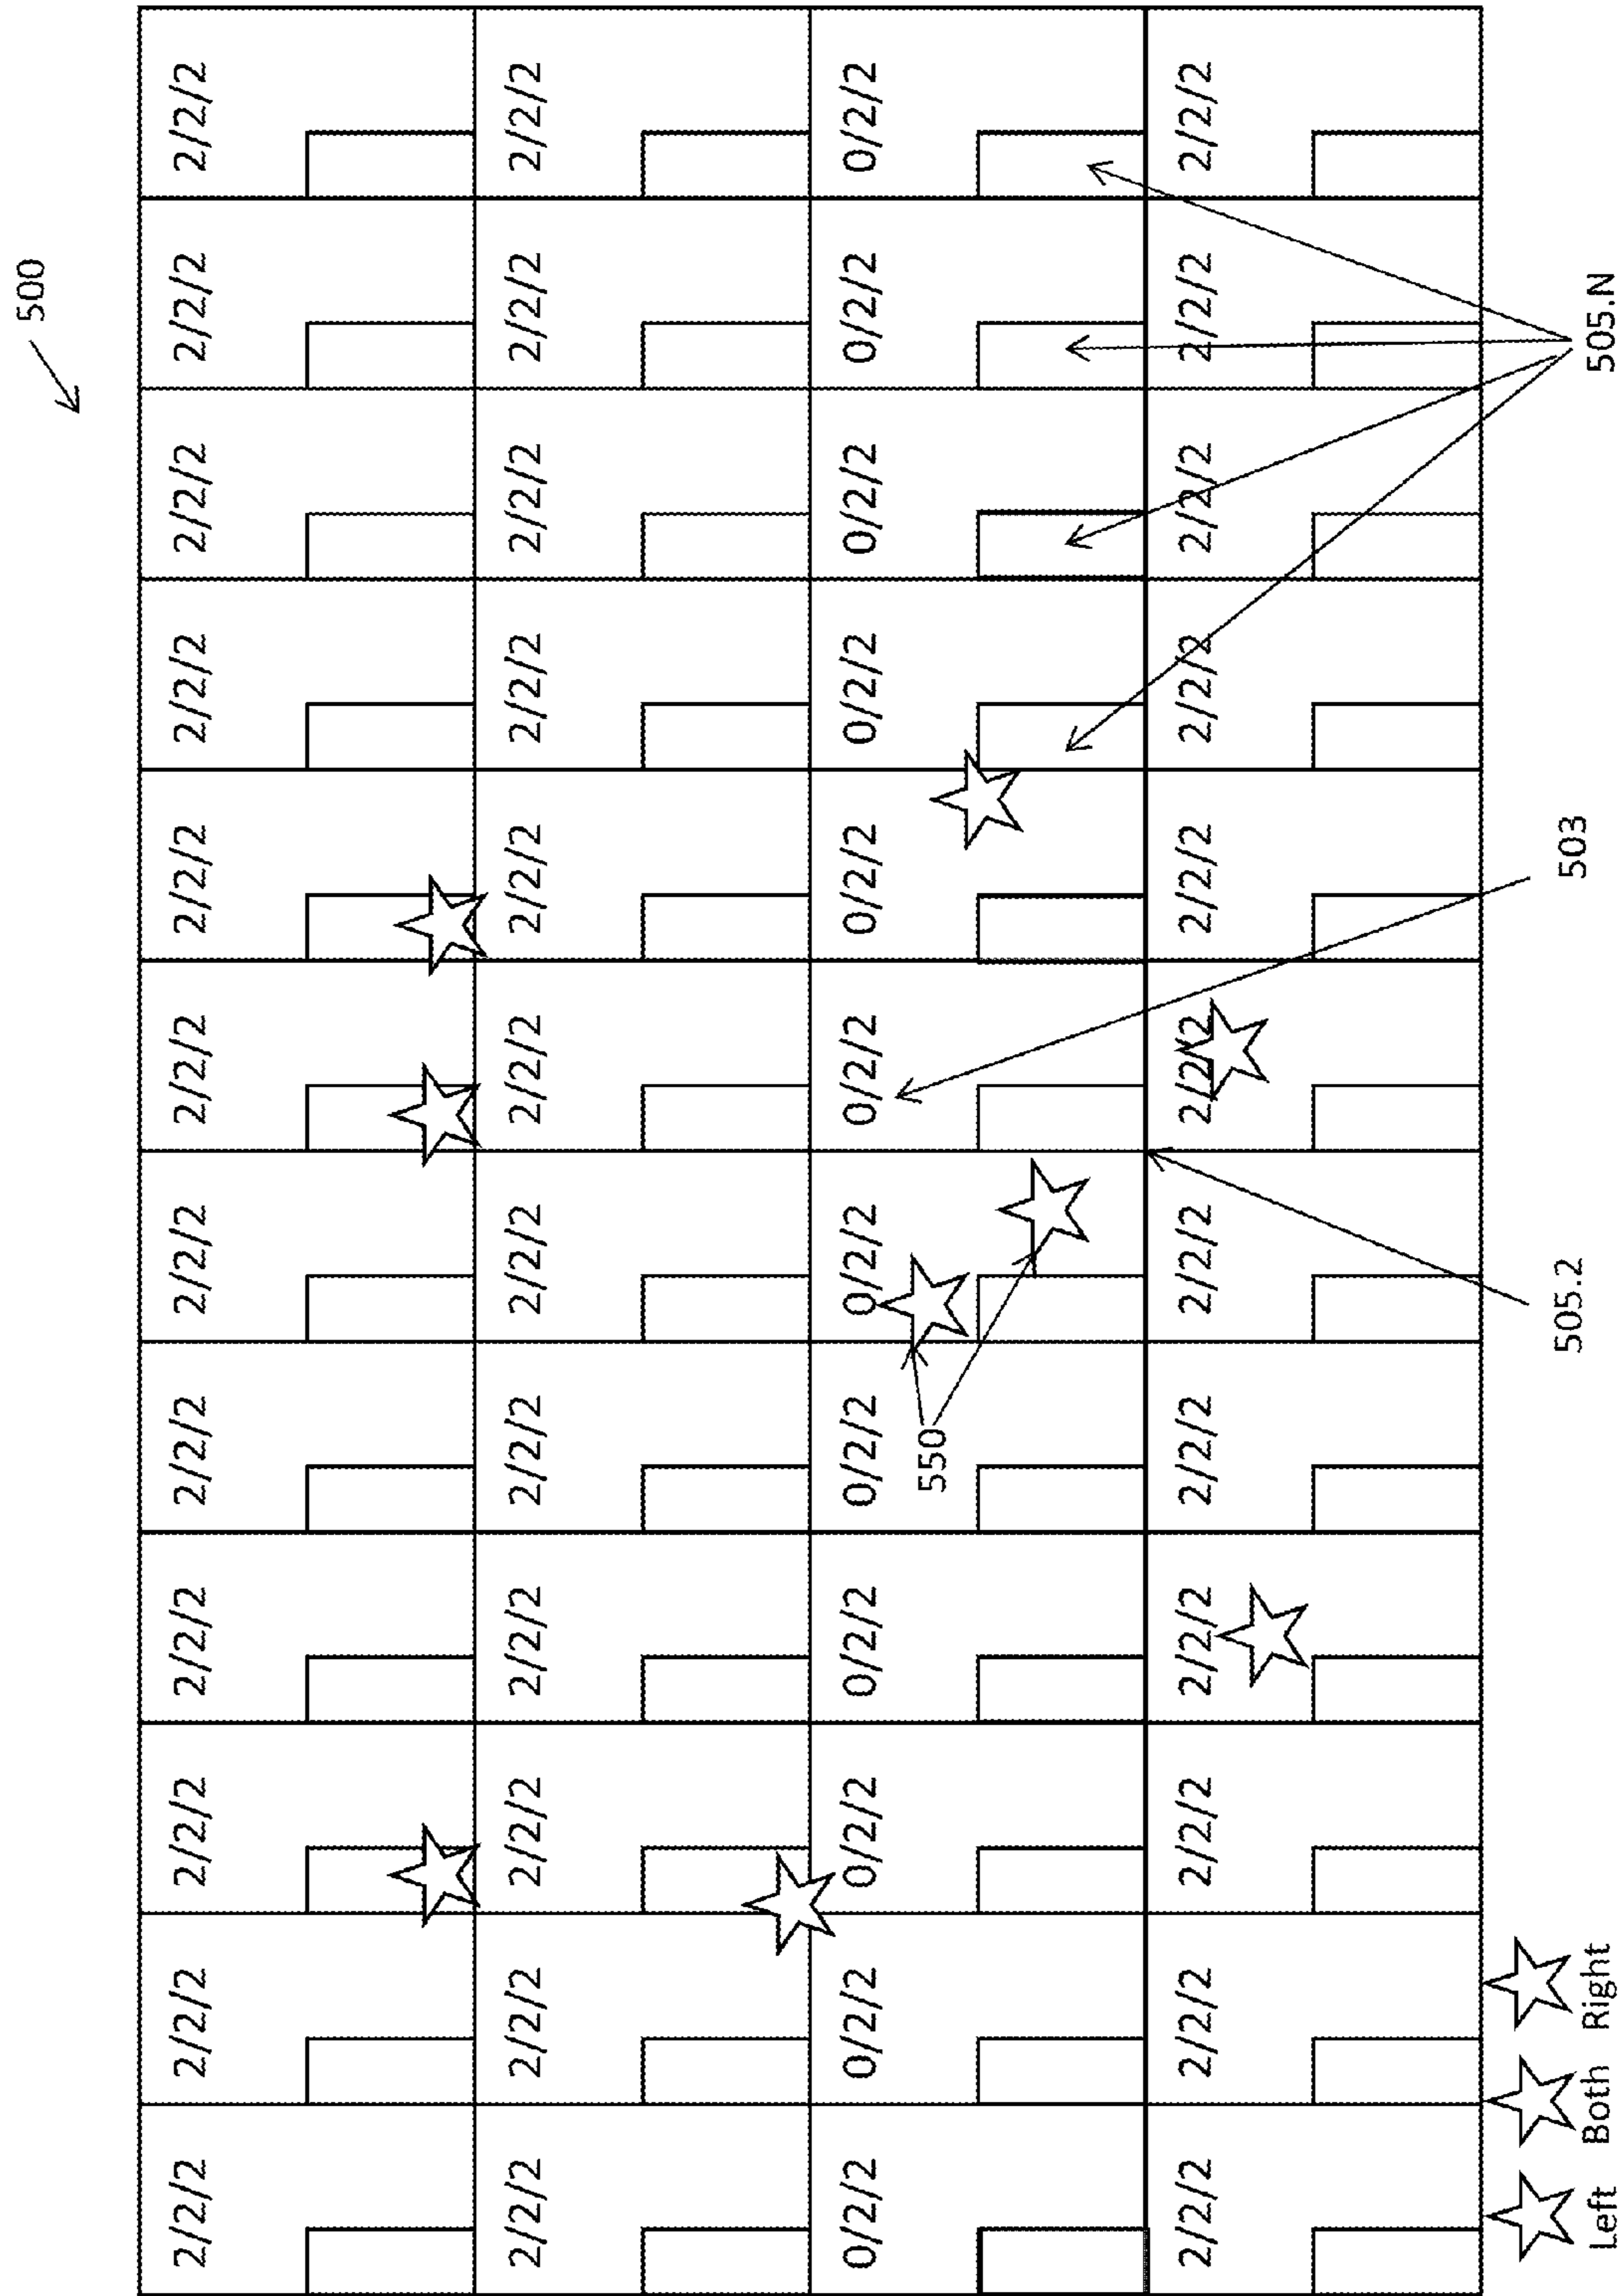 500
2/2/2 2/2/2 2/2/2 2/2/2 2/2/2 2/2/2 2/2/2 2/2/2 2/2/2 2/2/2 2/2/2 2/2/2
2/2/2 2/2/2 2/2/2 2/2/2 2/2/2 2/2/2 2/2/2 2/2/2 2/2/2 2/2/2 2/2/2 2/2/2
0/2/2 0/2/2 0/2/2 0/2/2 0/2/2 0/2/2 0/2/2 0/2/2 0/2/2 0/2/2 0/2/2 0/2/2
550
2/2/2 2/2/2 2/2/2 2/2/2 2/2/2 2/2/2 2/2/2 2/2/2 2/2/2 2/2/2 2/2/2 2/2/2
505.2 503 505.N
Left Both Right